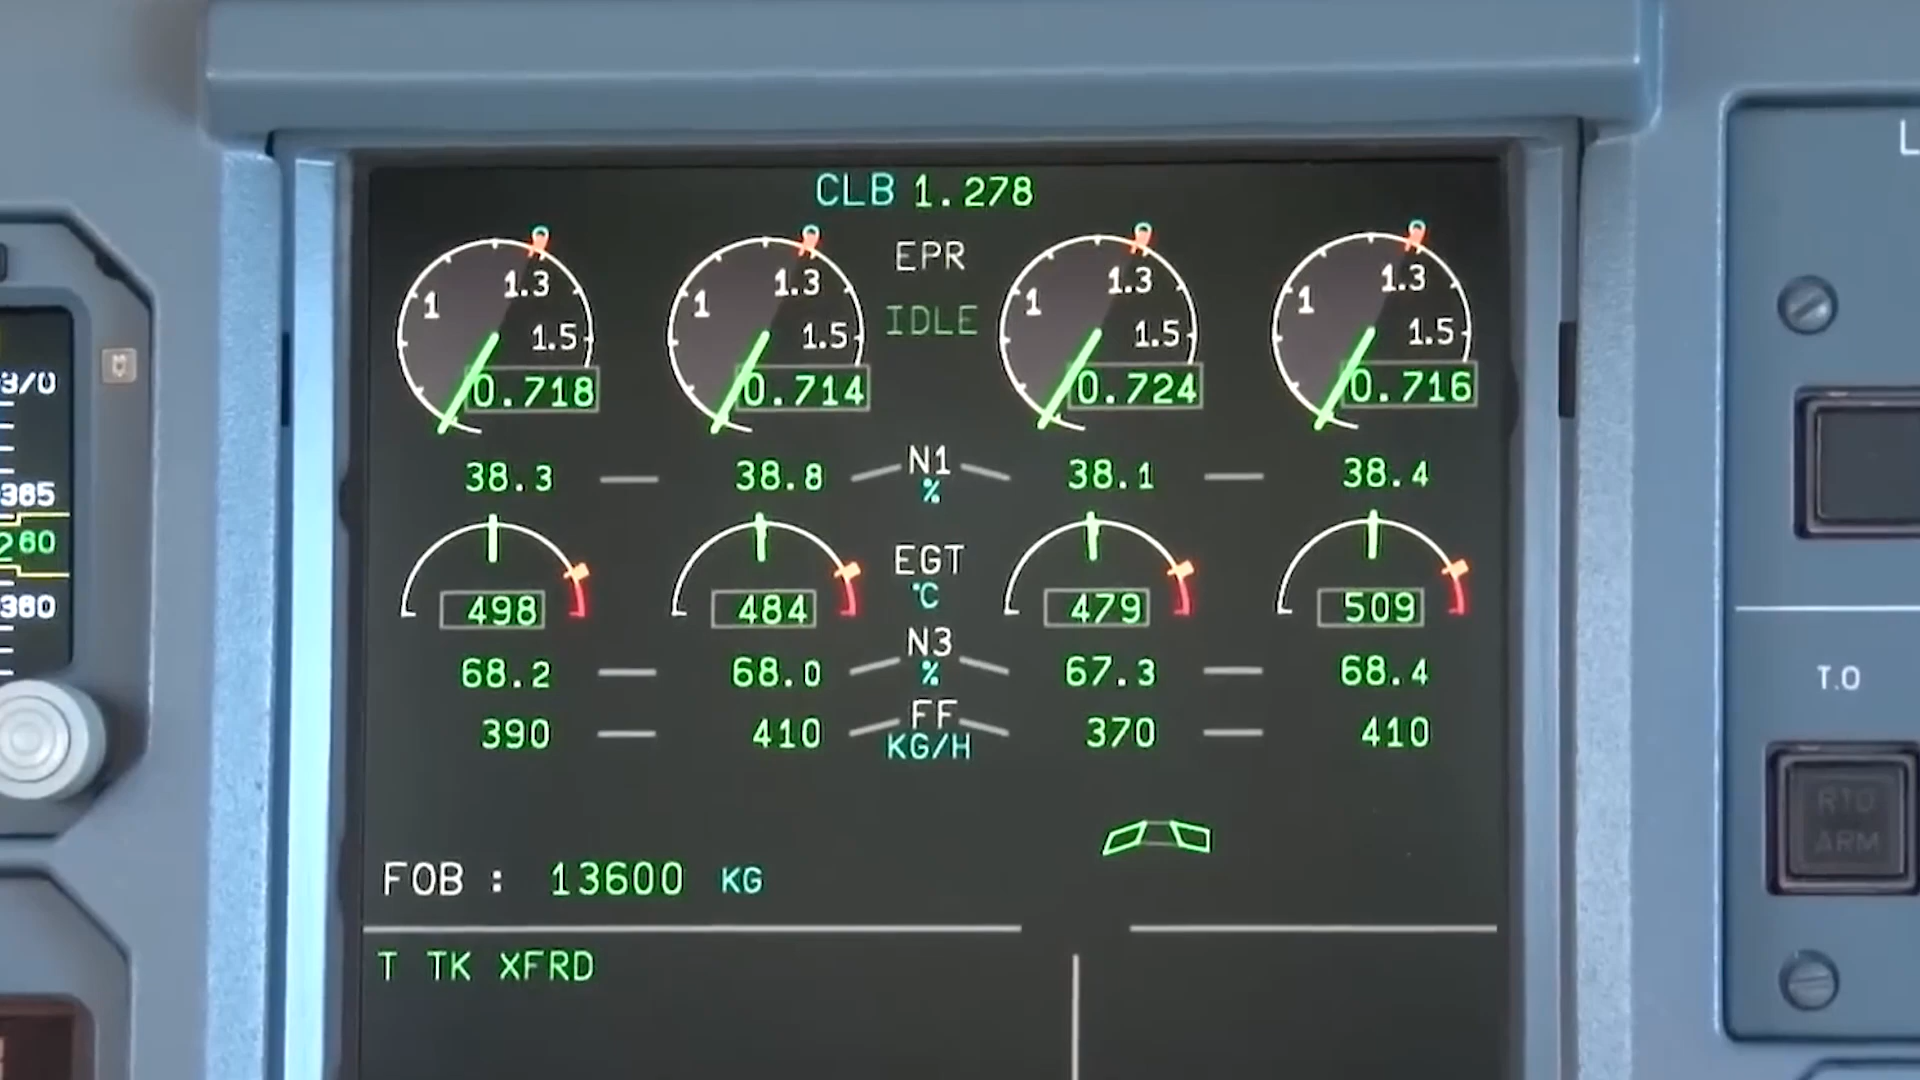 CLB 1.278
EPR
IDLE
1 1.3 1.5 0.718
1 1.3 1.5 0.714
1 1.3 1.5 0.724
1 1.3 1.5 0.716
38.3 38.8 N1 % 38.1 38.4
EGT
°C
498 484 479 509
N3
68.2 68.0 % 67.3 68.4
FF
390 410 KG/H 370 410
FOB : 13600 KG
T TK XFRD
385
260
380
L
T.O
RTO
ARM